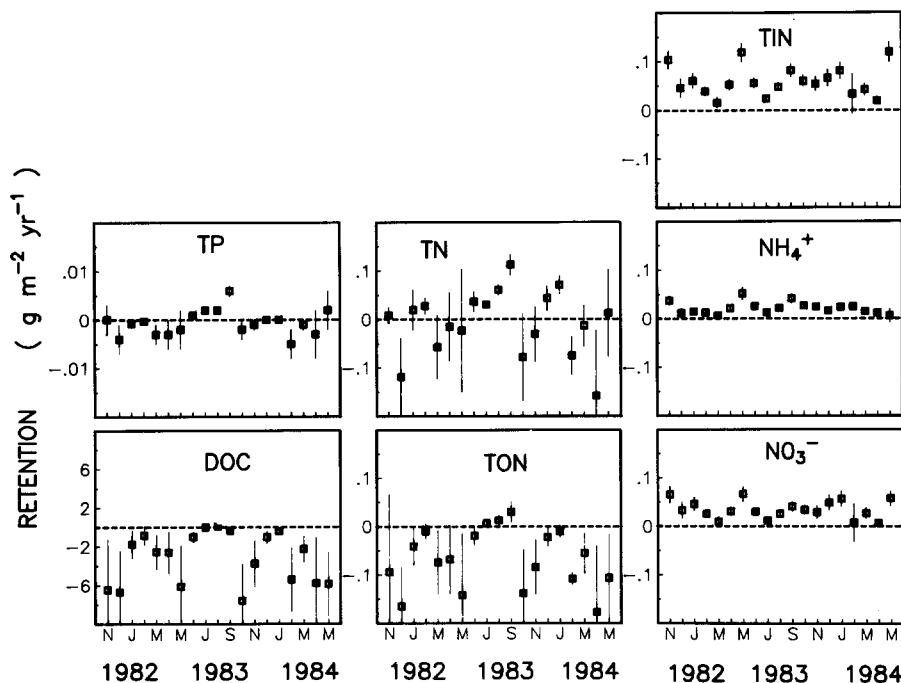 RETENTION ( g m⁻² yr⁻¹ )
TIN
.1
0
-.1
TP
.01
0
-.01
TN
.1
0
-.1
NH₄⁺
.1
0
-.1
DOC
6
2
-2
-6
TON
.1
0
-.1
NO₃⁻
.1
0
-.1
N J M M J S N J M M
N J M M J S N J M M
N J M M J S N J M M
1982 1983 1984
1982 1983 1984
1982 1983 1984